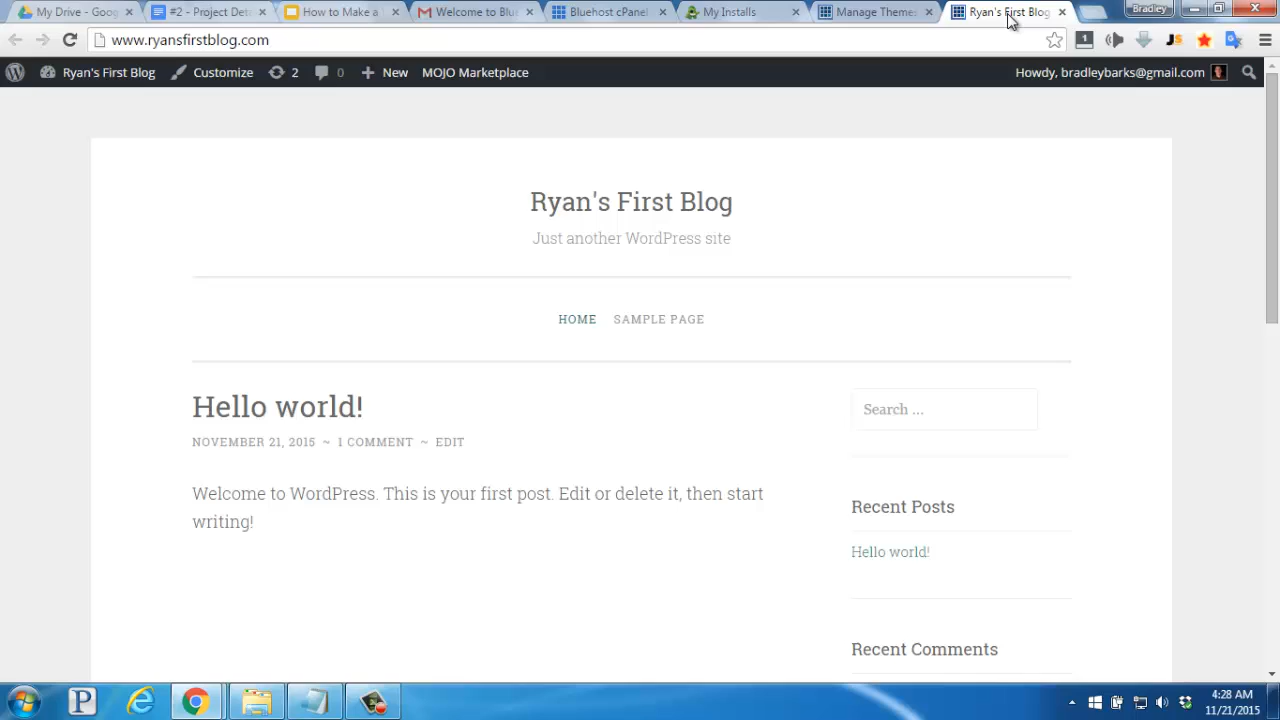 My Drive - Goog
#2 - Project Det
How to Make a
Welcome to Blu
Bluehost cPanel
My Installs
Manage Themes
Ryan's First Blog
Bradley
www.ryansfirstblog.com
1
JS
Ryan's First Blog
Customize
2
0
New
MOJO Marketplace
Howdy, bradleybarks@gmail.com
Ryan's First Blog
Just another WordPress site
HOME
SAMPLE PAGE
Hello world!
NOVEMBER 21, 2015 ~ 1 COMMENT ~ EDIT
Welcome to WordPress. This is your first post. Edit or delete it, then start
writing!
Search ...
Recent Posts
Hello world!
Recent Comments
4:28 AM
11/21/2015